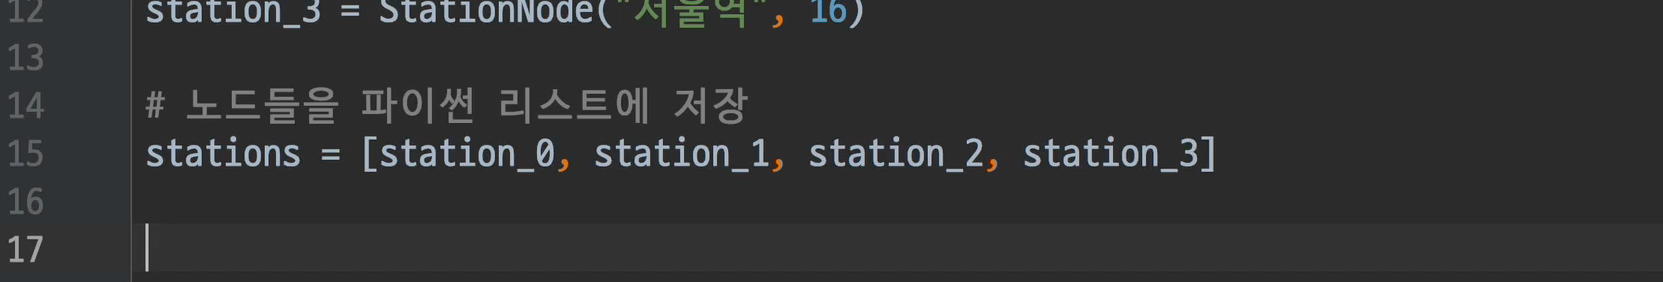 12 station_3 = StationNode("서울역", 16)
13
14 # 노드들을 파이썬 리스트에 저장
15 stations = [station_0, station_1, station_2, station_3]
16
17